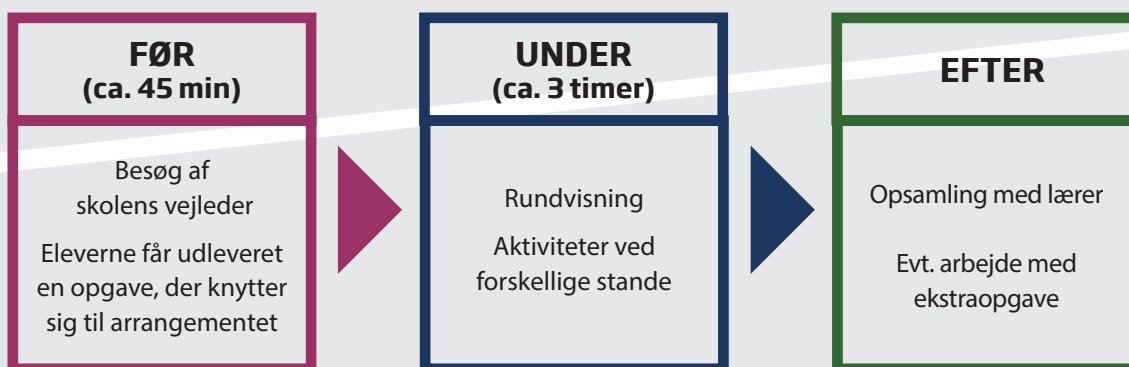 FØR
(ca. 45 min)
Besøg af
skolens vejleder
Eleverne får udleveret
en opgave, der knytter
sig til arrangementet
UNDER
(ca. 3 timer)
Rundvisning
Aktiviteter ved
forskellige stande
EFTER
Opsamling med lærer
Evt. arbejde med
ekstraopgave